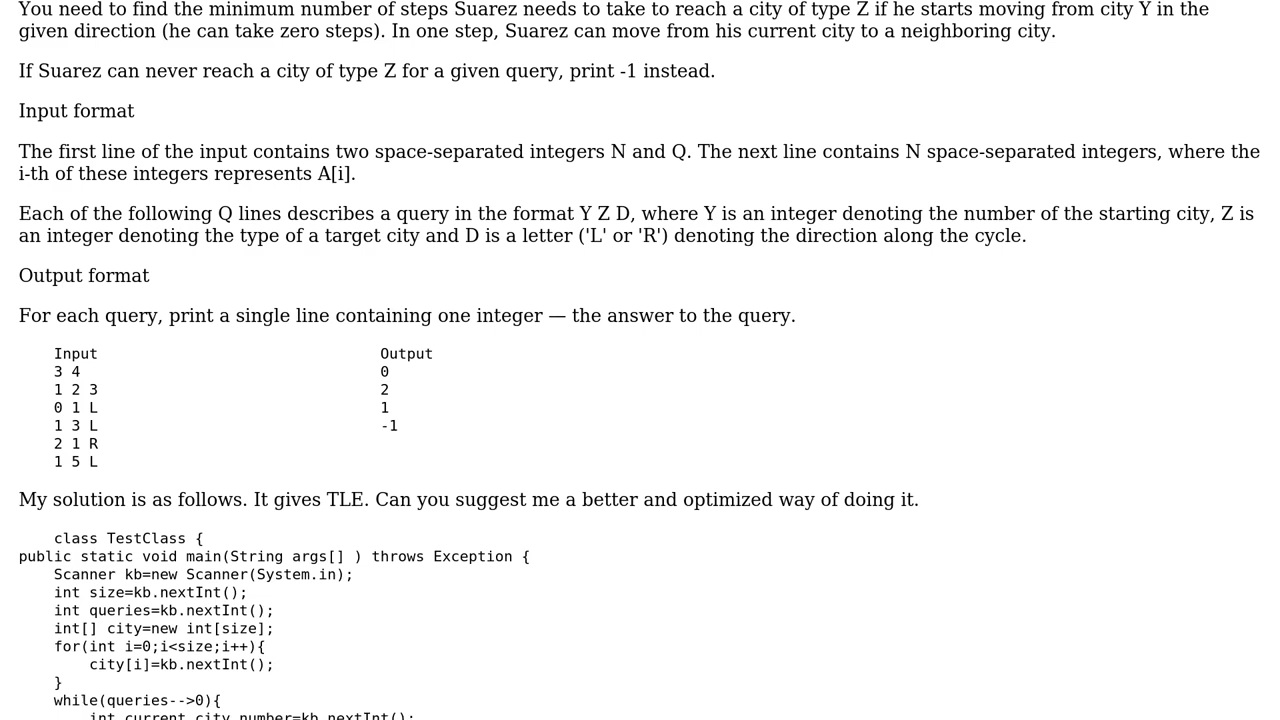 You need to find the minimum number of steps Suarez needs to take to reach a city of type Z if he starts moving from city Y in the
given direction (he can take zero steps). In one step, Suarez can move from his current city to a neighboring city.
If Suarez can never reach a city of type Z for a given query, print -1 instead.
Input format
The first line of the input contains two space-separated integers N and Q. The next line contains N space-separated integers, where the
i-th of these integers represents A[i].
Each of the following Q lines describes a query in the format Y Z D, where Y is an integer denoting the number of the starting city, Z is
an integer denoting the type of a target city and D is a letter ('L' or 'R') denoting the direction along the cycle.
Output format
For each query, print a single line containing one integer — the answer to the query.
Input Output
3 4 0
1 2 3 2
0 1 L 1
1 3 L -1
2 1 R
1 5 L
My solution is as follows. It gives TLE. Can you suggest me a better and optimized way of doing it.
class TestClass {
public static void main(String args[] ) throws Exception {
Scanner kb=new Scanner(System.in);
int size=kb.nextInt();
int queries=kb.nextInt();
int[] city=new int[size];
for(int i=0;i<size;i++){
city[i]=kb.nextInt();
}
while(queries-->0){
int current_city_number=kb.nextInt();